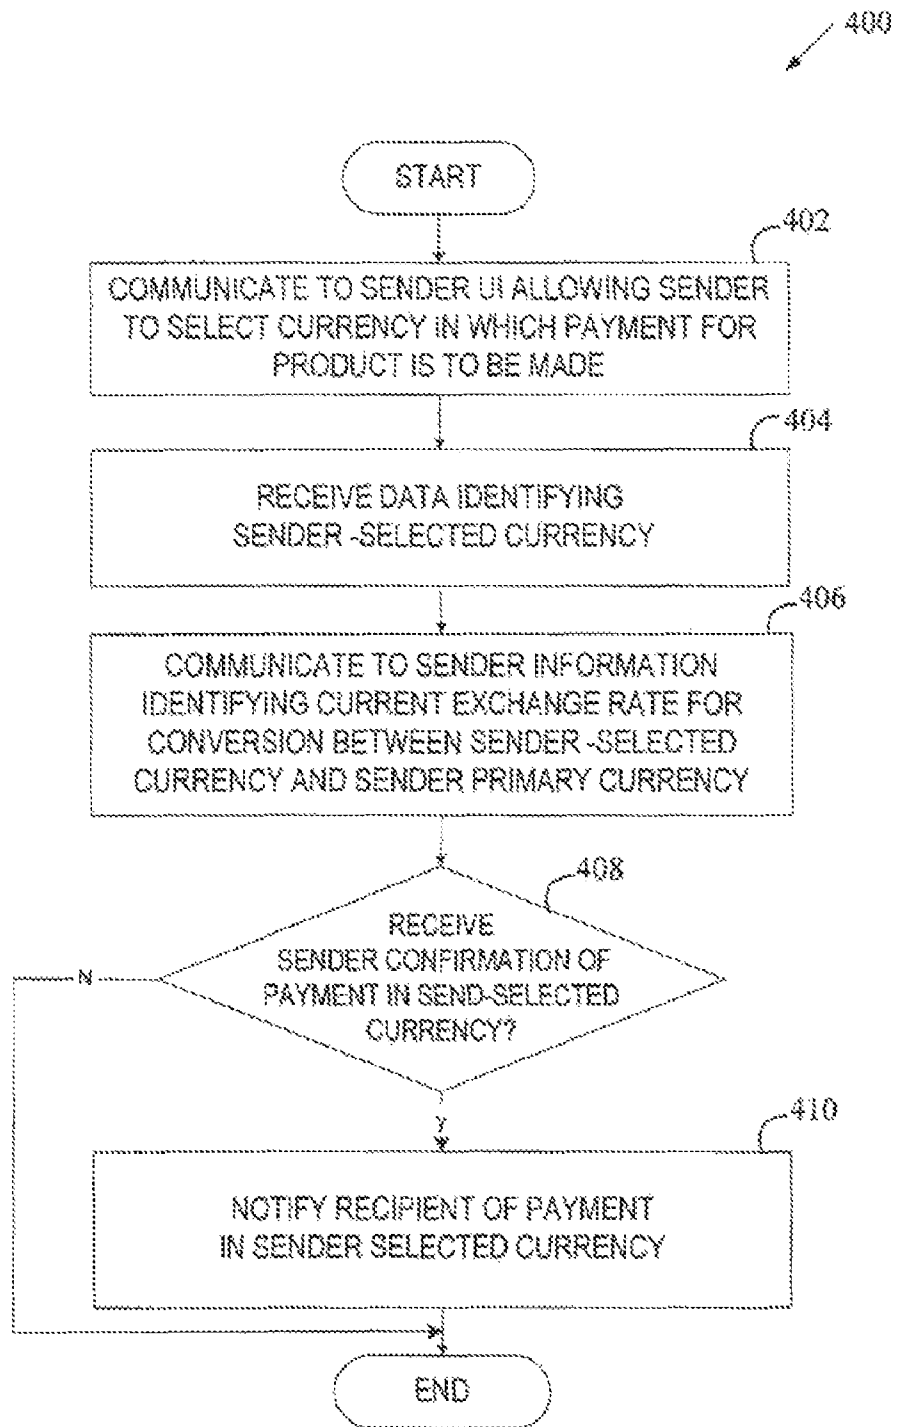 400
START
402
COMMUNICATE TO SENDER UI ALLOWING SENDER
TO SELECT CURRENCY IN WHICH PAYMENT FOR
PRODUCT IS TO BE MADE
404
RECEIVE DATA IDENTIFYING
SENDER -SELECTED CURRENCY
406
COMMUNICATE TO SENDER INFORMATION
IDENTIFYING CURRENT EXCHANGE RATE FOR
CONVERSION BETWEEN SENDER -SELECTED
CURRENCY AND SENDER PRIMARY CURRENCY
408
RECEIVE
SENDER CONFIRMATION OF
PAYMENT IN SEND-SELECTED
CURRENCY?
N
Y
410
NOTIFY RECIPIENT OF PAYMENT
IN SENDER SELECTED CURRENCY
END